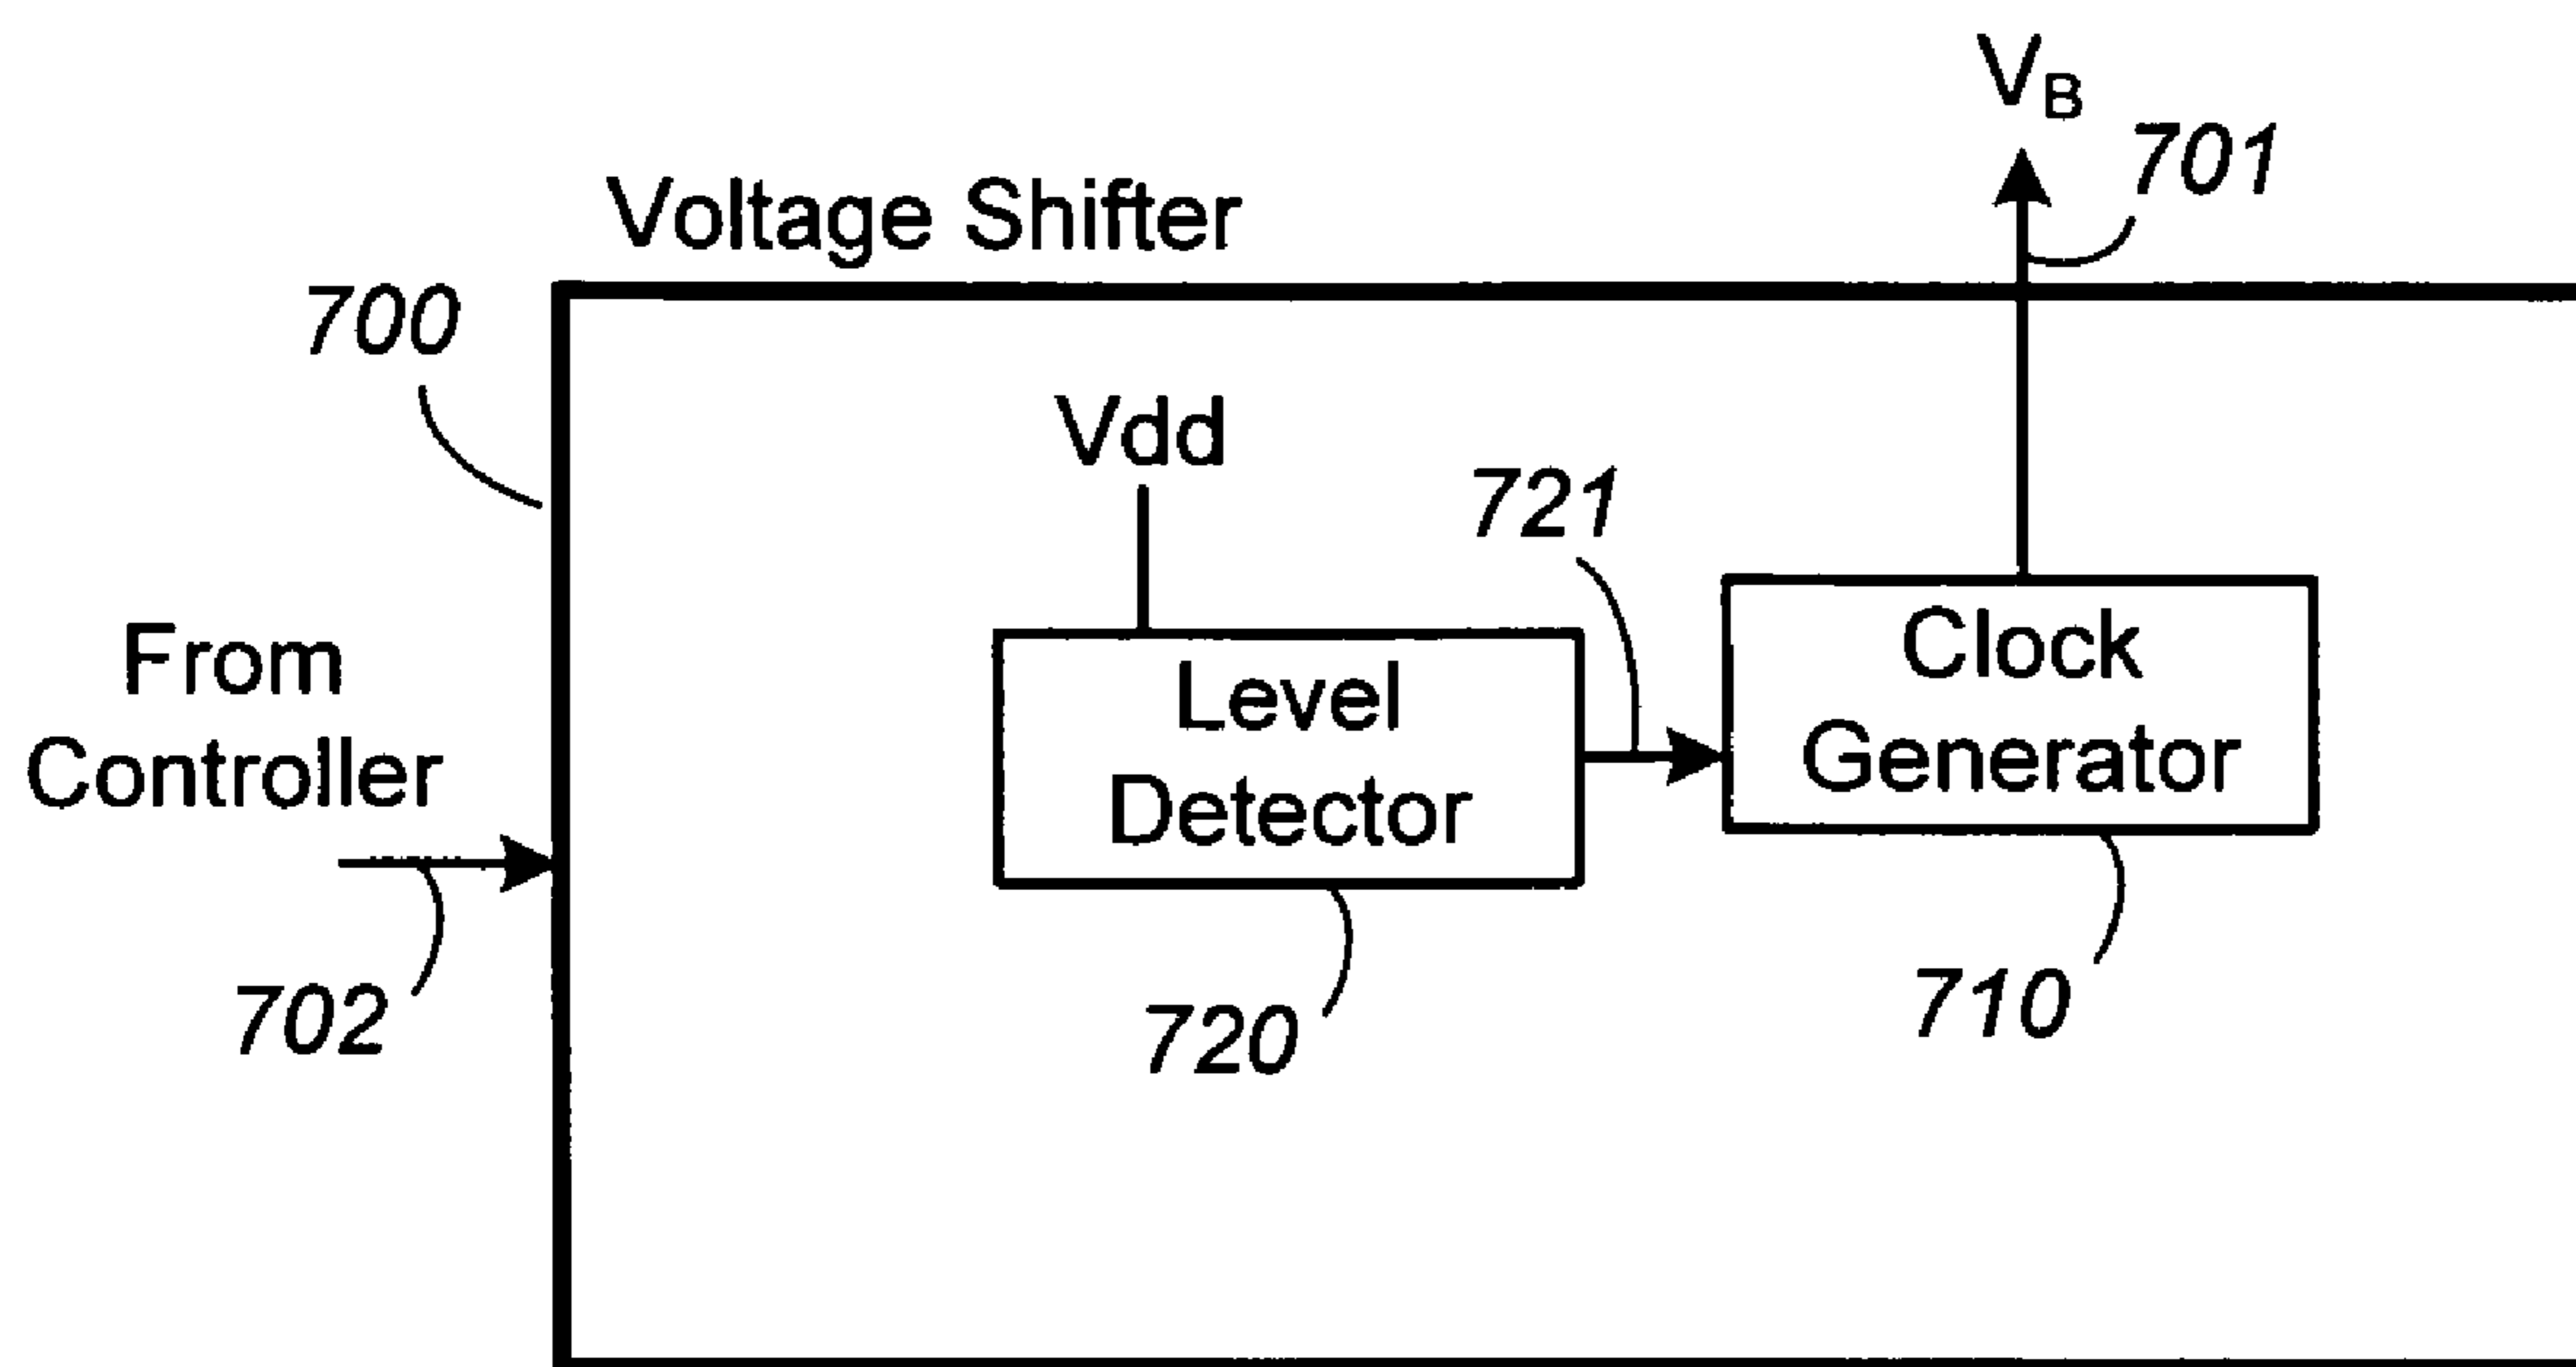 V_B
701
Voltage Shifter
700
Vdd
721
From
Controller
Level
Detector
Clock
Generator
702
720
710